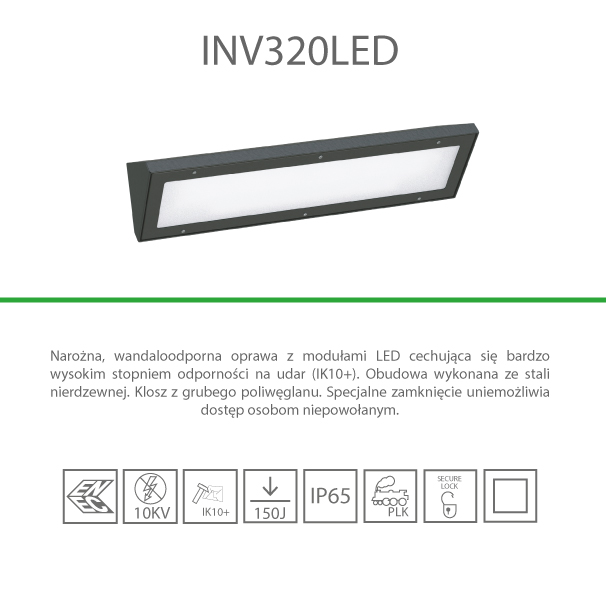 INV320LED
Narożna, wandaloodporna oprawa z modułami LED cechująca się bardzo
wysokim stopniem odporności na udar (IK10+). Obudowa wykonana ze stali
nierdzewnej. Klosz z grubego poliwęglanu. Specjalne zamknięcie uniemożliwia
dostęp osobom niepowołanym.
ENEC
10KV
IK10+
150J
IP65
PLK
SECURE
LOCK